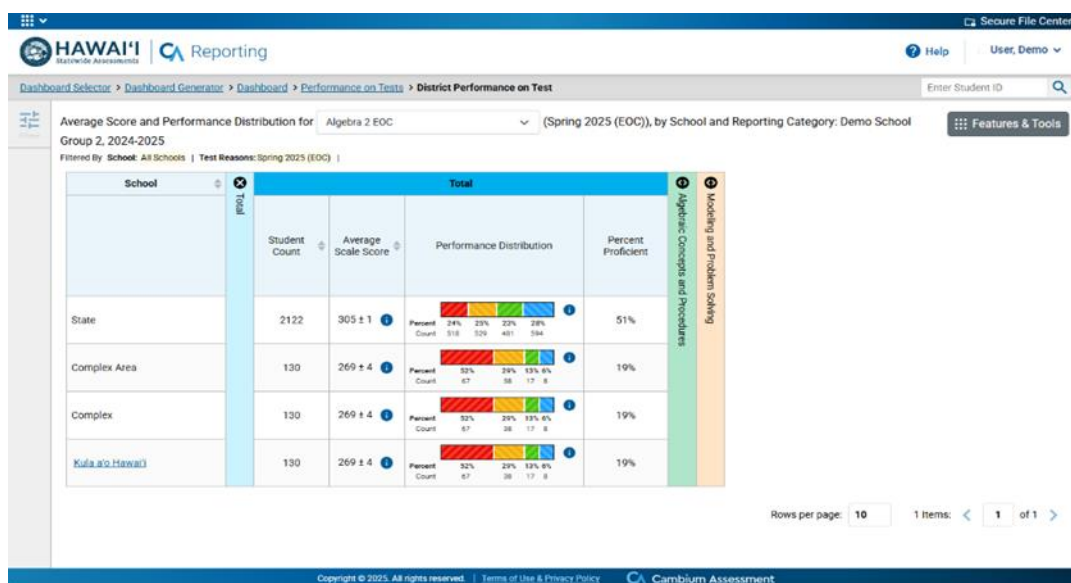 Secure File Center
HAWAI‘I
Statewide Assessments
CA Reporting
Help
User, Demo
Dashboard Selector > Dashboard Generator > Dashboard > Performance on Tests > District Performance on Test
Enter Student ID
Average Score and Performance Distribution for Algebra 2 EOC (Spring 2025 (EOC)), by School and Reporting Category: Demo School
Group 2, 2024-2025
Features & Tools
Filtered By School: All Schools | Test Reasons: Spring 2025 (EOC) |
School
Total
Total
Student Count
Average Scale Score
Performance Distribution
Percent Proficient
Algebraic Concepts and Procedures
Modeling and Problem Solving
State 2122 305 ± 1 51%
Percent 24% 25% 23% 28%
Count 518 529 481 594
Complex Area 130 269 ± 4 19%
Percent 52% 29% 13% 6%
Count 67 38 17 8
Complex 130 269 ± 4 19%
Percent 52% 29% 13% 6%
Count 67 38 17 8
Kula a'o Hawai'i 130 269 ± 4 19%
Percent 52% 29% 13% 6%
Count 67 38 17 8
Rows per page: 10 1 Items: 1 of 1
Copyright © 2025. All rights reserved. | Terms of Use & Privacy Policy CA Cambium Assessment